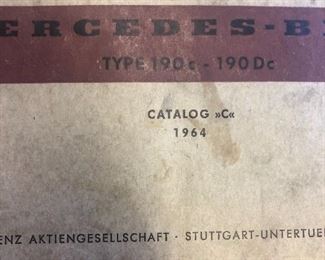 ERCEDES-B
TYPE 190c - 190Dc
CATALOG »C«
1964
ENZ AKTIENGESELLSCHAFT · STUTTGART-UNTERTUE